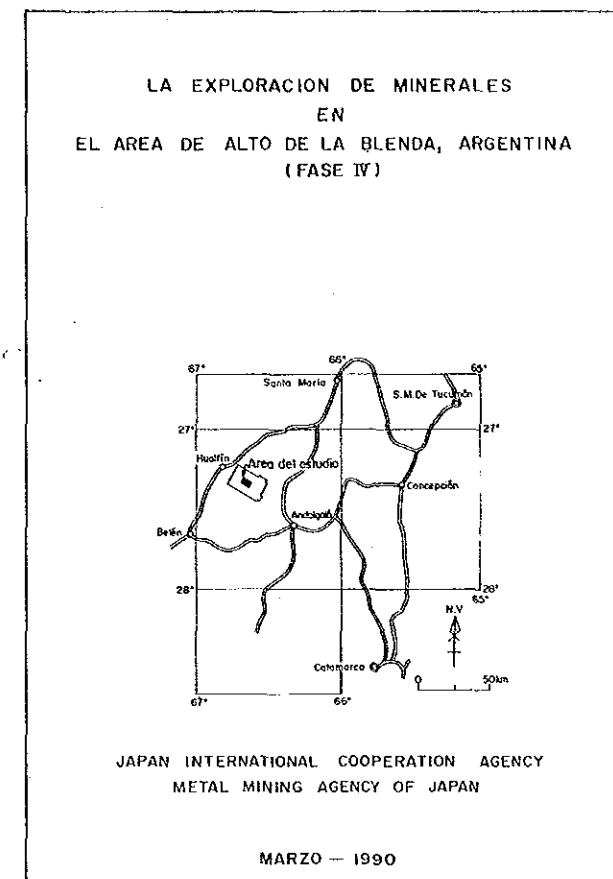 LA EXPLORACION DE MINERALES
EN
EL AREA DE ALTO DE LA BLENDA, ARGENTINA
(FASE IV)
67°
66°
65°
Santa María
S.M.De Tucumán
27°
27°
Hualfín
Area del estudio
Concepción
Andalgalá
Belén
28°
28°
65°
N.V
Catamarca
0
50km
67°
66°
JAPAN INTERNATIONAL COOPERATION AGENCY
METAL MINING AGENCY OF JAPAN
MARZO — 1990